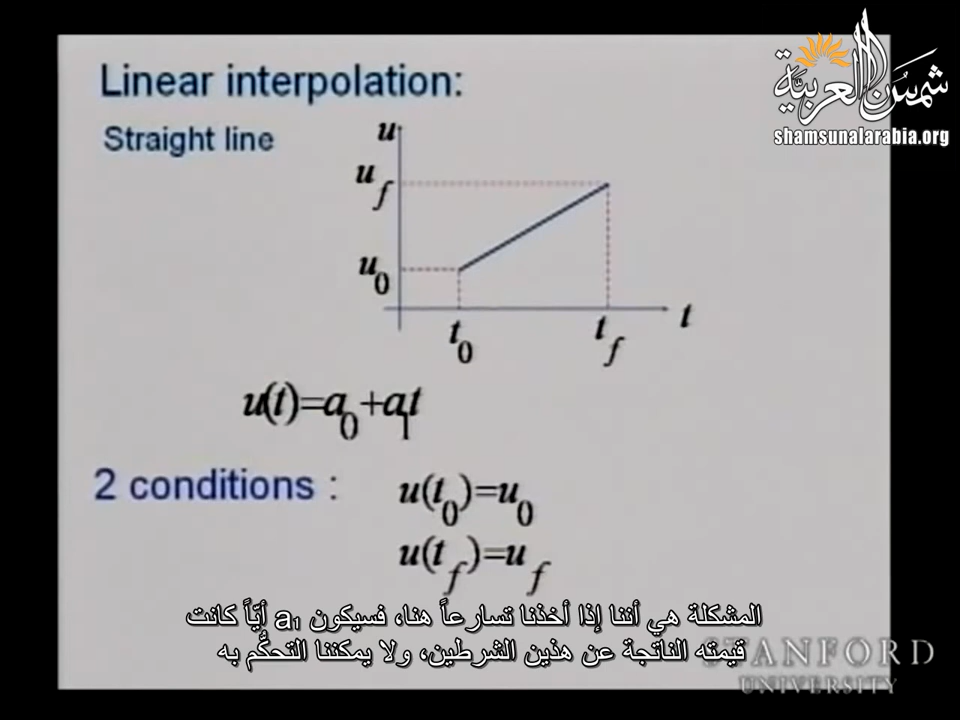 Linear interpolation:
شمس العربية
shamsunalarabia.org
Straight line
u
u_f
u_0
t_0
t_f
t
u(t)=a_0+a_1t
2 conditions :
u(t_0)=u_0
u(t_f)=u_f
المشكلة هي أننا إذا أخذنا تسارعاً هنا، فسيكون a₁ أيّاً كانت
قيمته الناتجة عن هذين الشرطين، ولا يمكننا التحكُّم به
STANFORD
UNIVERSITY